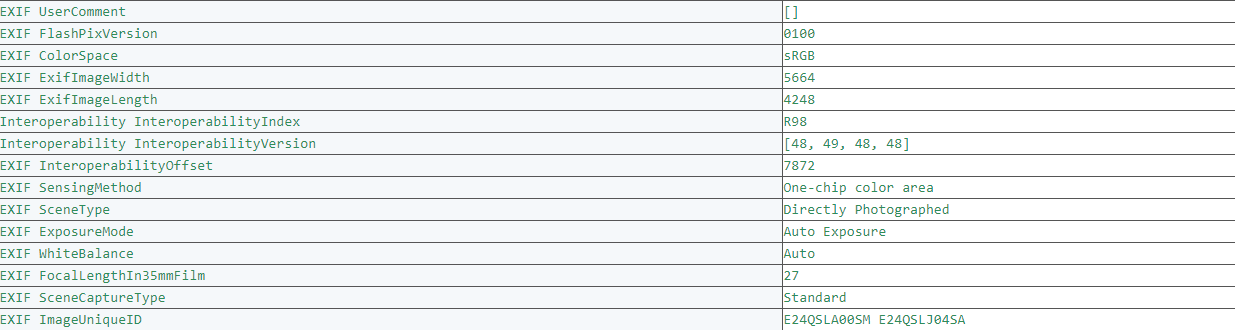 EXIF UserComment []
EXIF FlashPixVersion 0100
EXIF ColorSpace sRGB
EXIF ExifImageWidth 5664
EXIF ExifImageLength 4248
Interoperability InteroperabilityIndex R98
Interoperability InteroperabilityVersion [48, 49, 48, 48]
EXIF InteroperabilityOffset 7872
EXIF SensingMethod One-chip color area
EXIF SceneType Directly Photographed
EXIF ExposureMode Auto Exposure
EXIF WhiteBalance Auto
EXIF FocalLengthIn35mmFilm 27
EXIF SceneCaptureType Standard
EXIF ImageUniqueID E24QSLA00SM E24QSLJ04SA